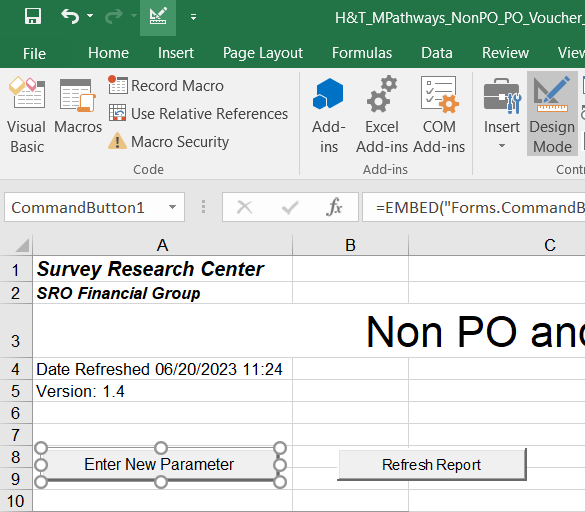 H&T_MPathways_NonPO_PO_Voucher_
File Home Insert Page Layout Formulas Data Review View
Visual Basic
Macros
Record Macro
Use Relative References
Macro Security
Code
Add-ins
Excel Add-ins
COM Add-ins
Add-ins
Insert
Design Mode
Contr
CommandButton1
fx
=EMBED("Forms.CommandB
A B C
1 Survey Research Center
2 SRO Financial Group
3 Non PO and
4 Date Refreshed 06/20/2023 11:24
5 Version: 1.4
6
7
8 Enter New Parameter Refresh Report
9
10